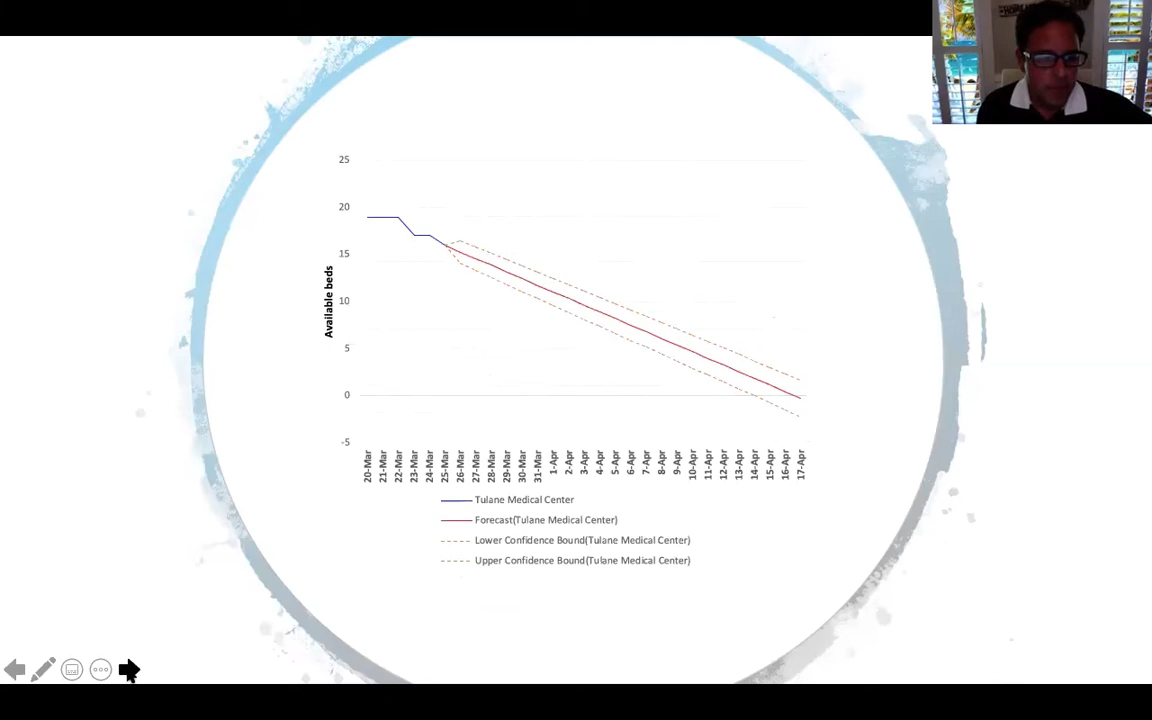 25
20
15
10
5
0
-5
Available beds
20-Mar
21-Mar
22-Mar
23-Mar
24-Mar
25-Mar
26-Mar
27-Mar
28-Mar
29-Mar
30-Mar
31-Mar
1-Apr
2-Apr
3-Apr
4-Apr
5-Apr
6-Apr
7-Apr
8-Apr
9-Apr
10-Apr
11-Apr
12-Apr
13-Apr
14-Apr
15-Apr
16-Apr
17-Apr
Tulane Medical Center
Forecast(Tulane Medical Center)
Lower Confidence Bound(Tulane Medical Center)
Upper Confidence Bound(Tulane Medical Center)